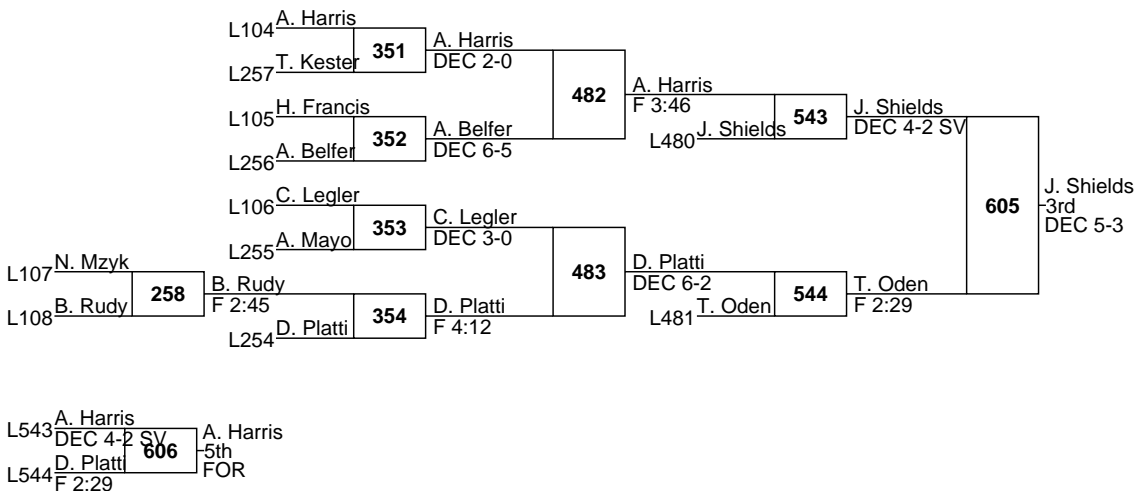 L104 A. Harris
351
A. Harris
DEC 2-0
L257 T. Kester
482
A. Harris
F 3:46
L105 H. Francis
352
A. Belfer
DEC 6-5
L256 A. Belfer
L480 J. Shields
543
J. Shields
DEC 4-2 SV
L106 C. Legler
353
C. Legler
DEC 3-0
L255 A. Mayo
605
J. Shields
3rd
DEC 5-3
L107 N. Mzyk
258
B. Rudy
F 2:45
L108 B. Rudy
483
D. Platti
DEC 6-2
354
D. Platti
F 4:12
L254 D. Platti
L481 T. Oden
544
T. Oden
F 2:29
L543 A. Harris
DEC 4-2 SV
606
A. Harris
5th
FOR
L544 D. Platti
F 2:29